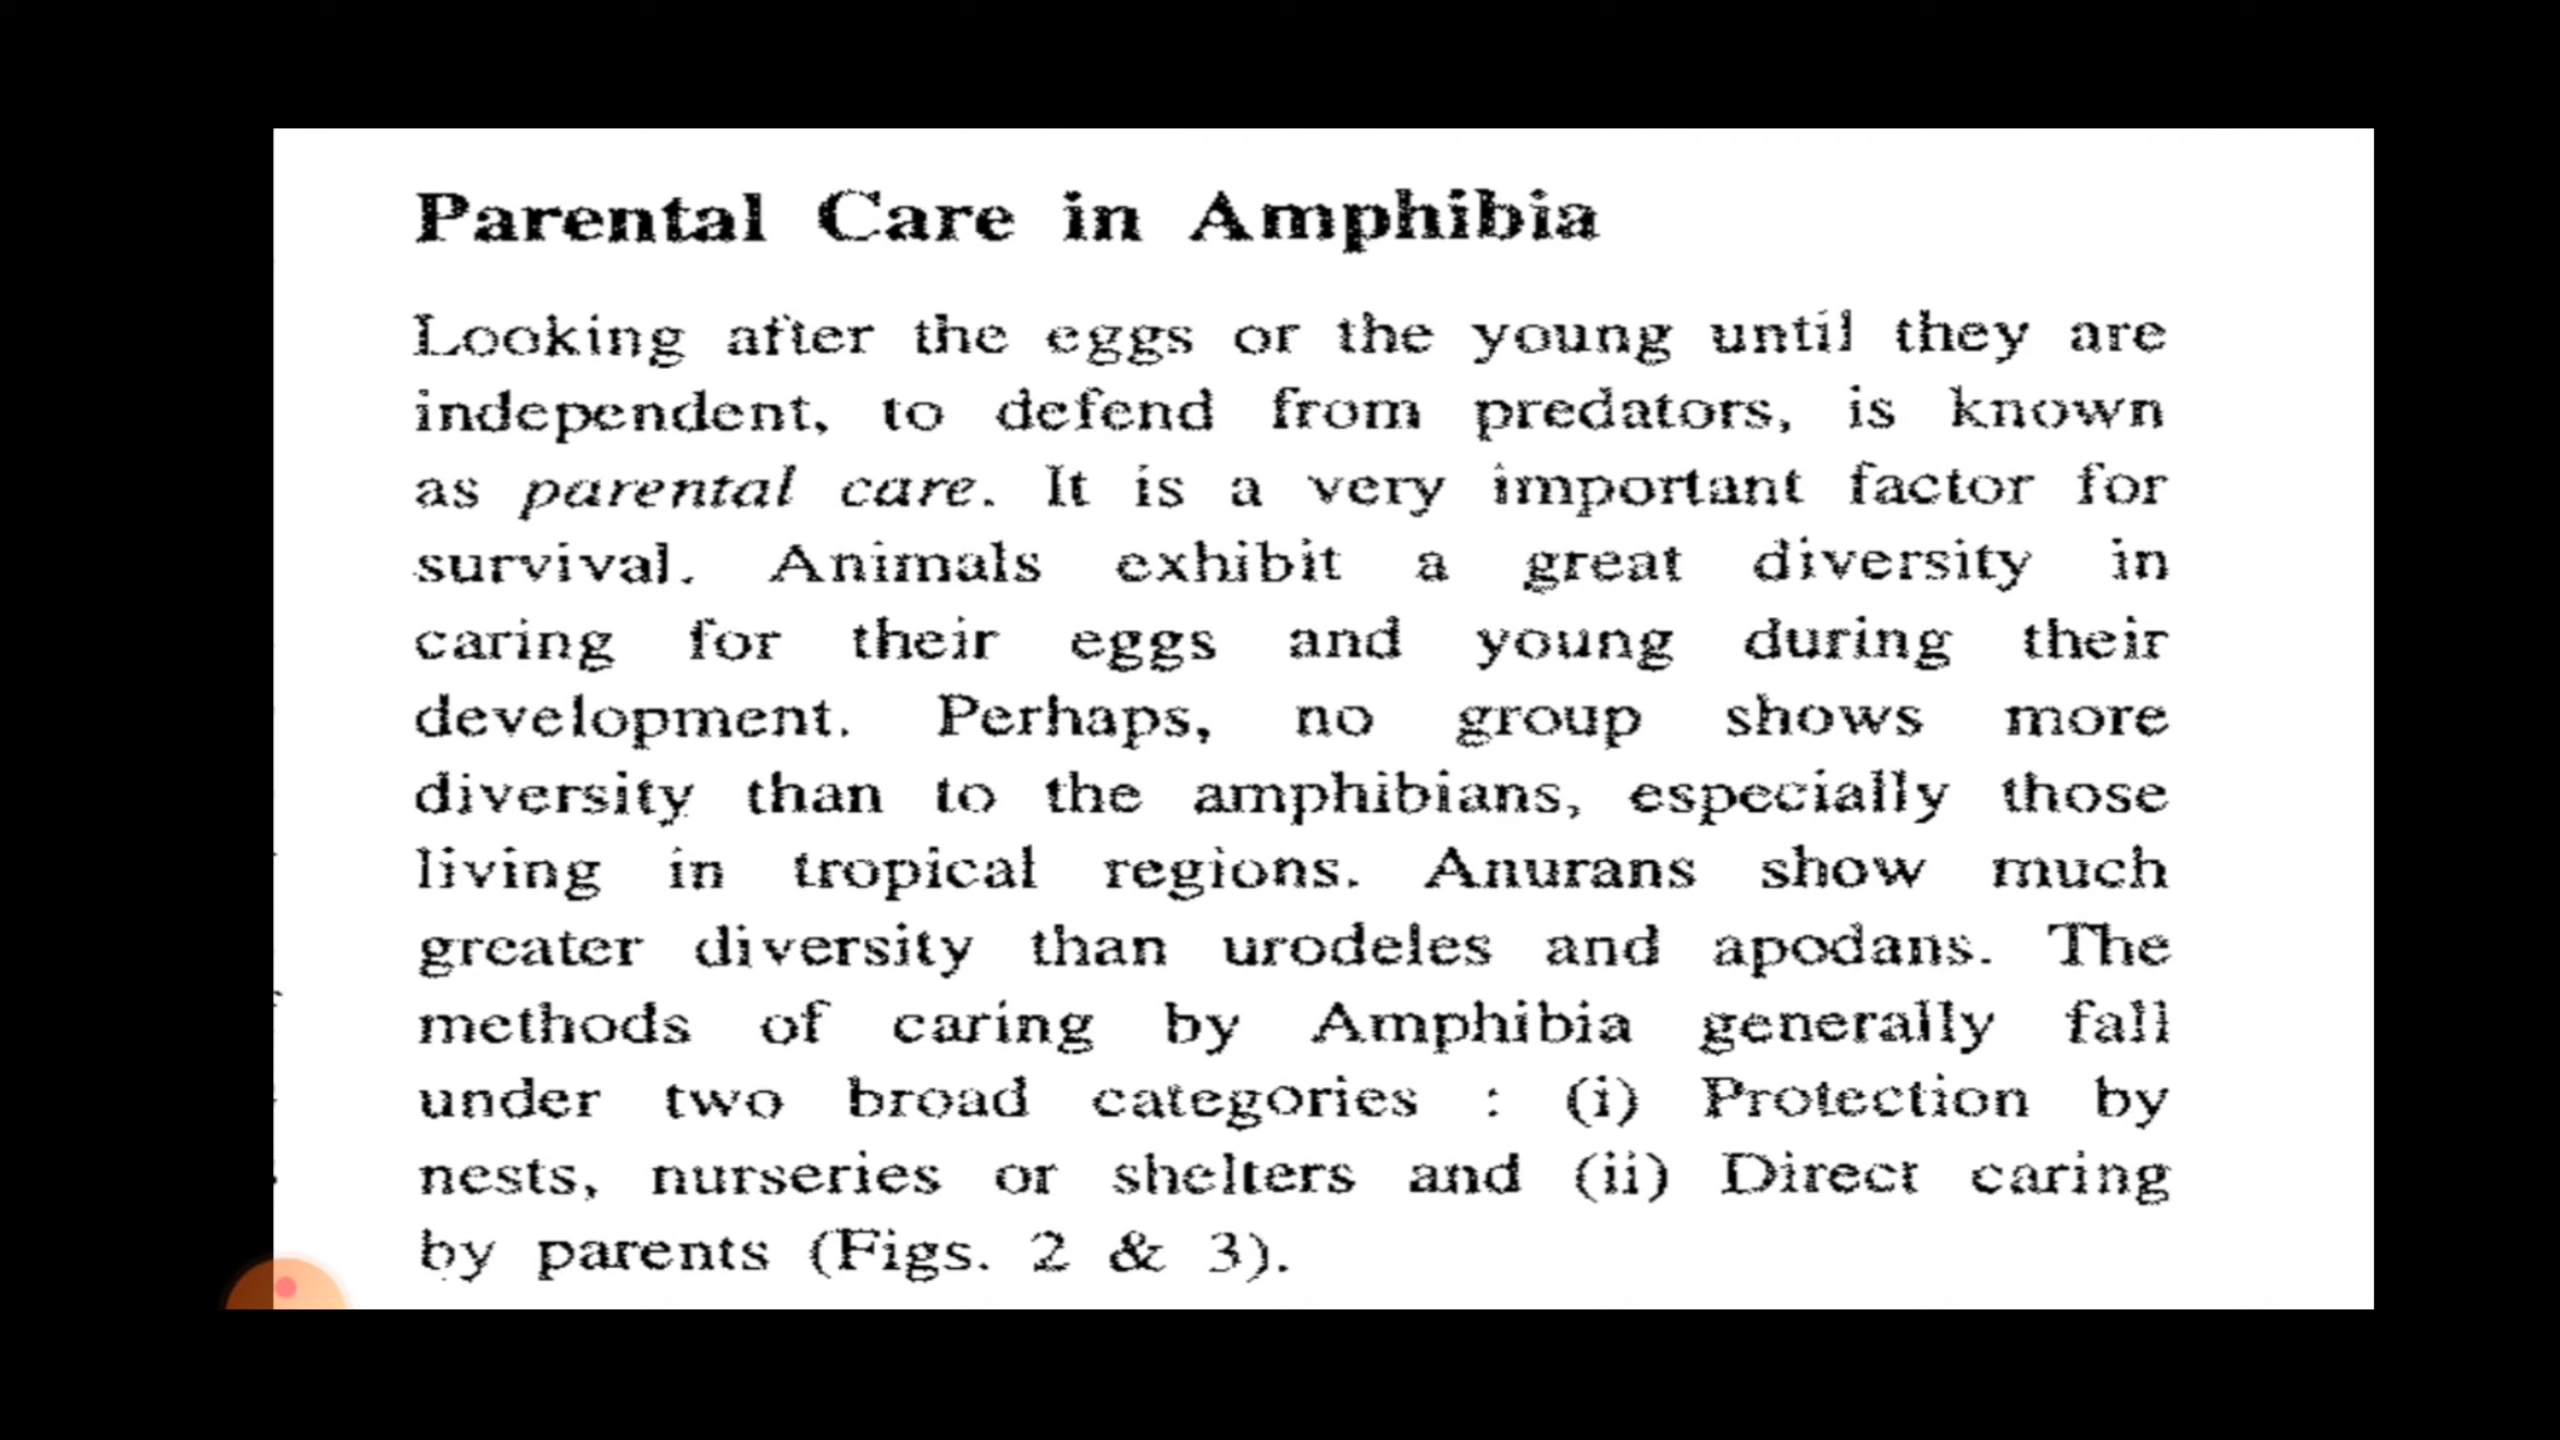 Parental Care in Amphibia
Looking after the eggs or the young until they are
independent, to defend from predators, is known
as parental care. It is a very important factor for
survival. Animals exhibit a great diversity in
caring for their eggs and young during their
development. Perhaps, no group shows more
diversity than to the amphibians, especially those
living in tropical regions. Anurans show much
greater diversity than urodeles and apodans. The
methods of caring by Amphibia generally fall
under two broad categories : (i) Protection by
nests, nurseries or shelters and (ii) Direct caring
by parents (Figs. 2 & 3).